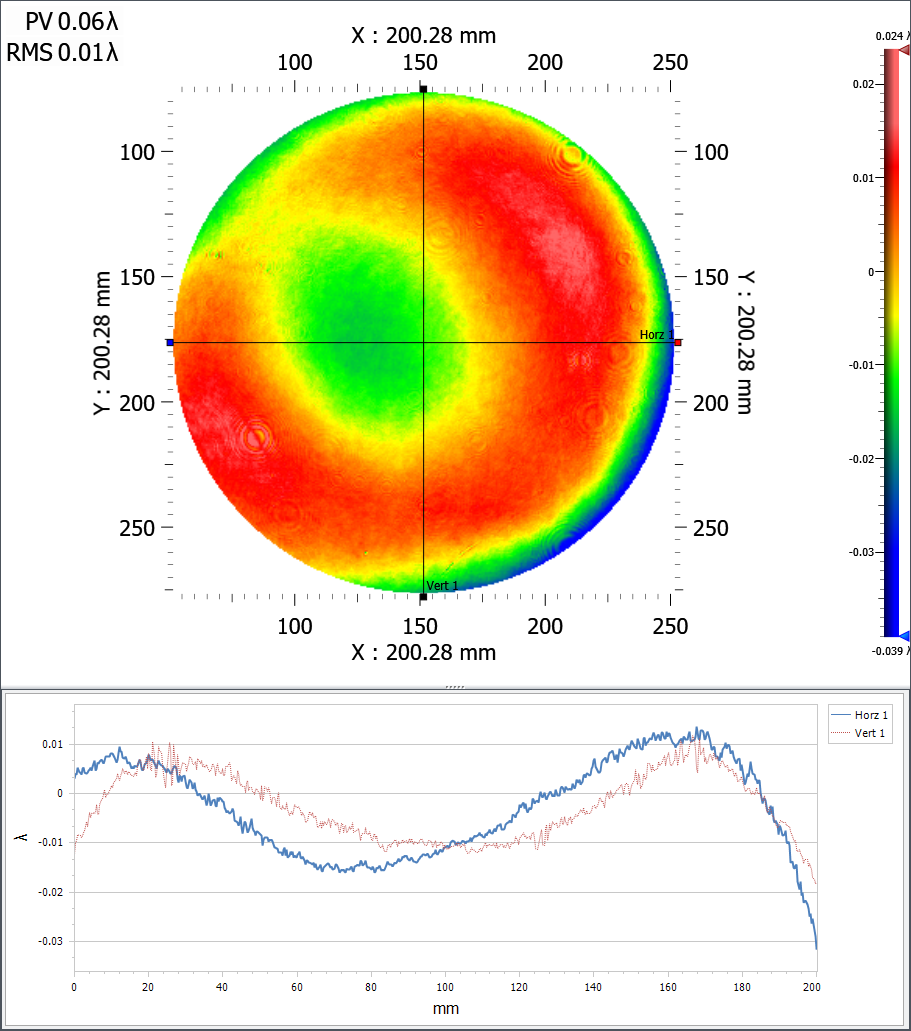 PV 0.06λ
RMS 0.01λ
X : 200.28 mm
100 150 200 250
0.024 λ
0.02
0.01
0
-0.01
-0.02
-0.03
-0.039 λ
100
150
200
250
Y : 200.28 mm
100
150
200
250
Y : 200.28 mm
Horz 1
Vert 1
100 150 200 250
X : 200.28 mm
Horz 1
Vert 1
0.01
0
-0.01
-0.02
-0.03
λ
0 20 40 60 80 100 120 140 160 180 200
mm